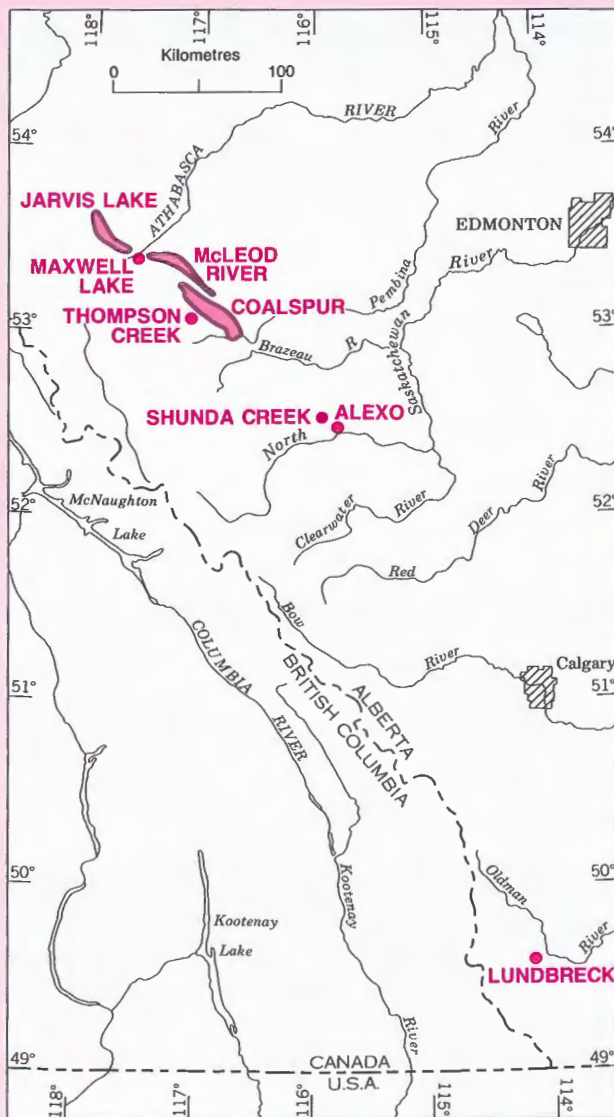 118°
117°
116°
115°
114°
Kilometres
0 100
RIVER
River
54°
54°
ATHABASCA
JARVIS LAKE
EDMONTON
MAXWELL
LAKE
McLEOD
RIVER
River
Pembina
COALSPUR
THOMPSON
CREEK
53°
53°
Brazeau
R
Saskatchewan
SHUNDA CREEK
ALEXO
North
River
McNaughton
Lake
52°
52°
Clearwater
River
Deer
Red
Bow
River
Calgary
COLUMBIA
RIVER
51°
51°
ALBERTA
BRITISH COLUMBIA
50°
50°
Oldman
River
Kootenay
Lake
Kootenay
River
LUNDBRECK
49°
49°
CANADA
U.S.A.
118°
117°
116°
115°
114°